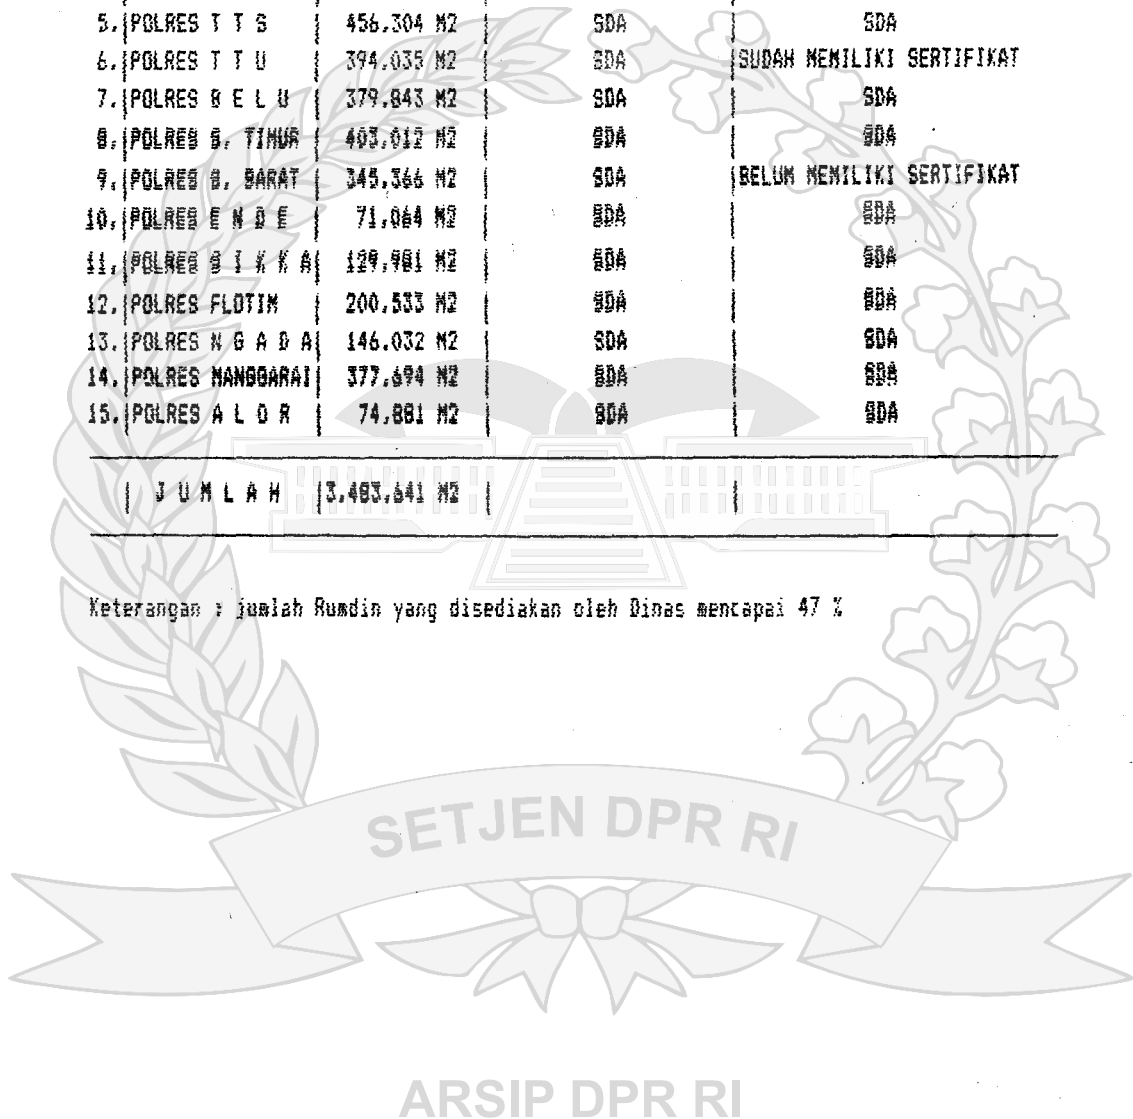 5. POLRES T T S 456.304 M2 SDA SDA
6. POLRES T T U 394.035 M2 SDA SUDAH MEMILIKI SERTIFIKAT
7. POLRES B E L U 379.843 M2 SDA SDA
8. POLRES S. TIMUR 403.012 M2 SDA SDA
9. POLRES S. BARAT 345.366 M2 SDA BELUM MEMILIKI SERTIFIKAT
10. POLRES E N D E 71.064 M2 SDA SDA
11. POLRES S I K K A 129.981 M2 SDA SDA
12. POLRES FLOTIM 200.533 M2 SDA SDA
13. POLRES N G A D A 146.032 M2 SDA SDA
14. POLRES MANGGARAI 377.694 M2 SDA SDA
15. POLRES A L O R 74.881 M2 SDA SDA
J U M L A H 3.483.641 M2
Keterangan : jumlah Rumdin yang disediakan oleh Dinas mencapai 47 %
SETJEN DPR RI
ARSIP DPR RI